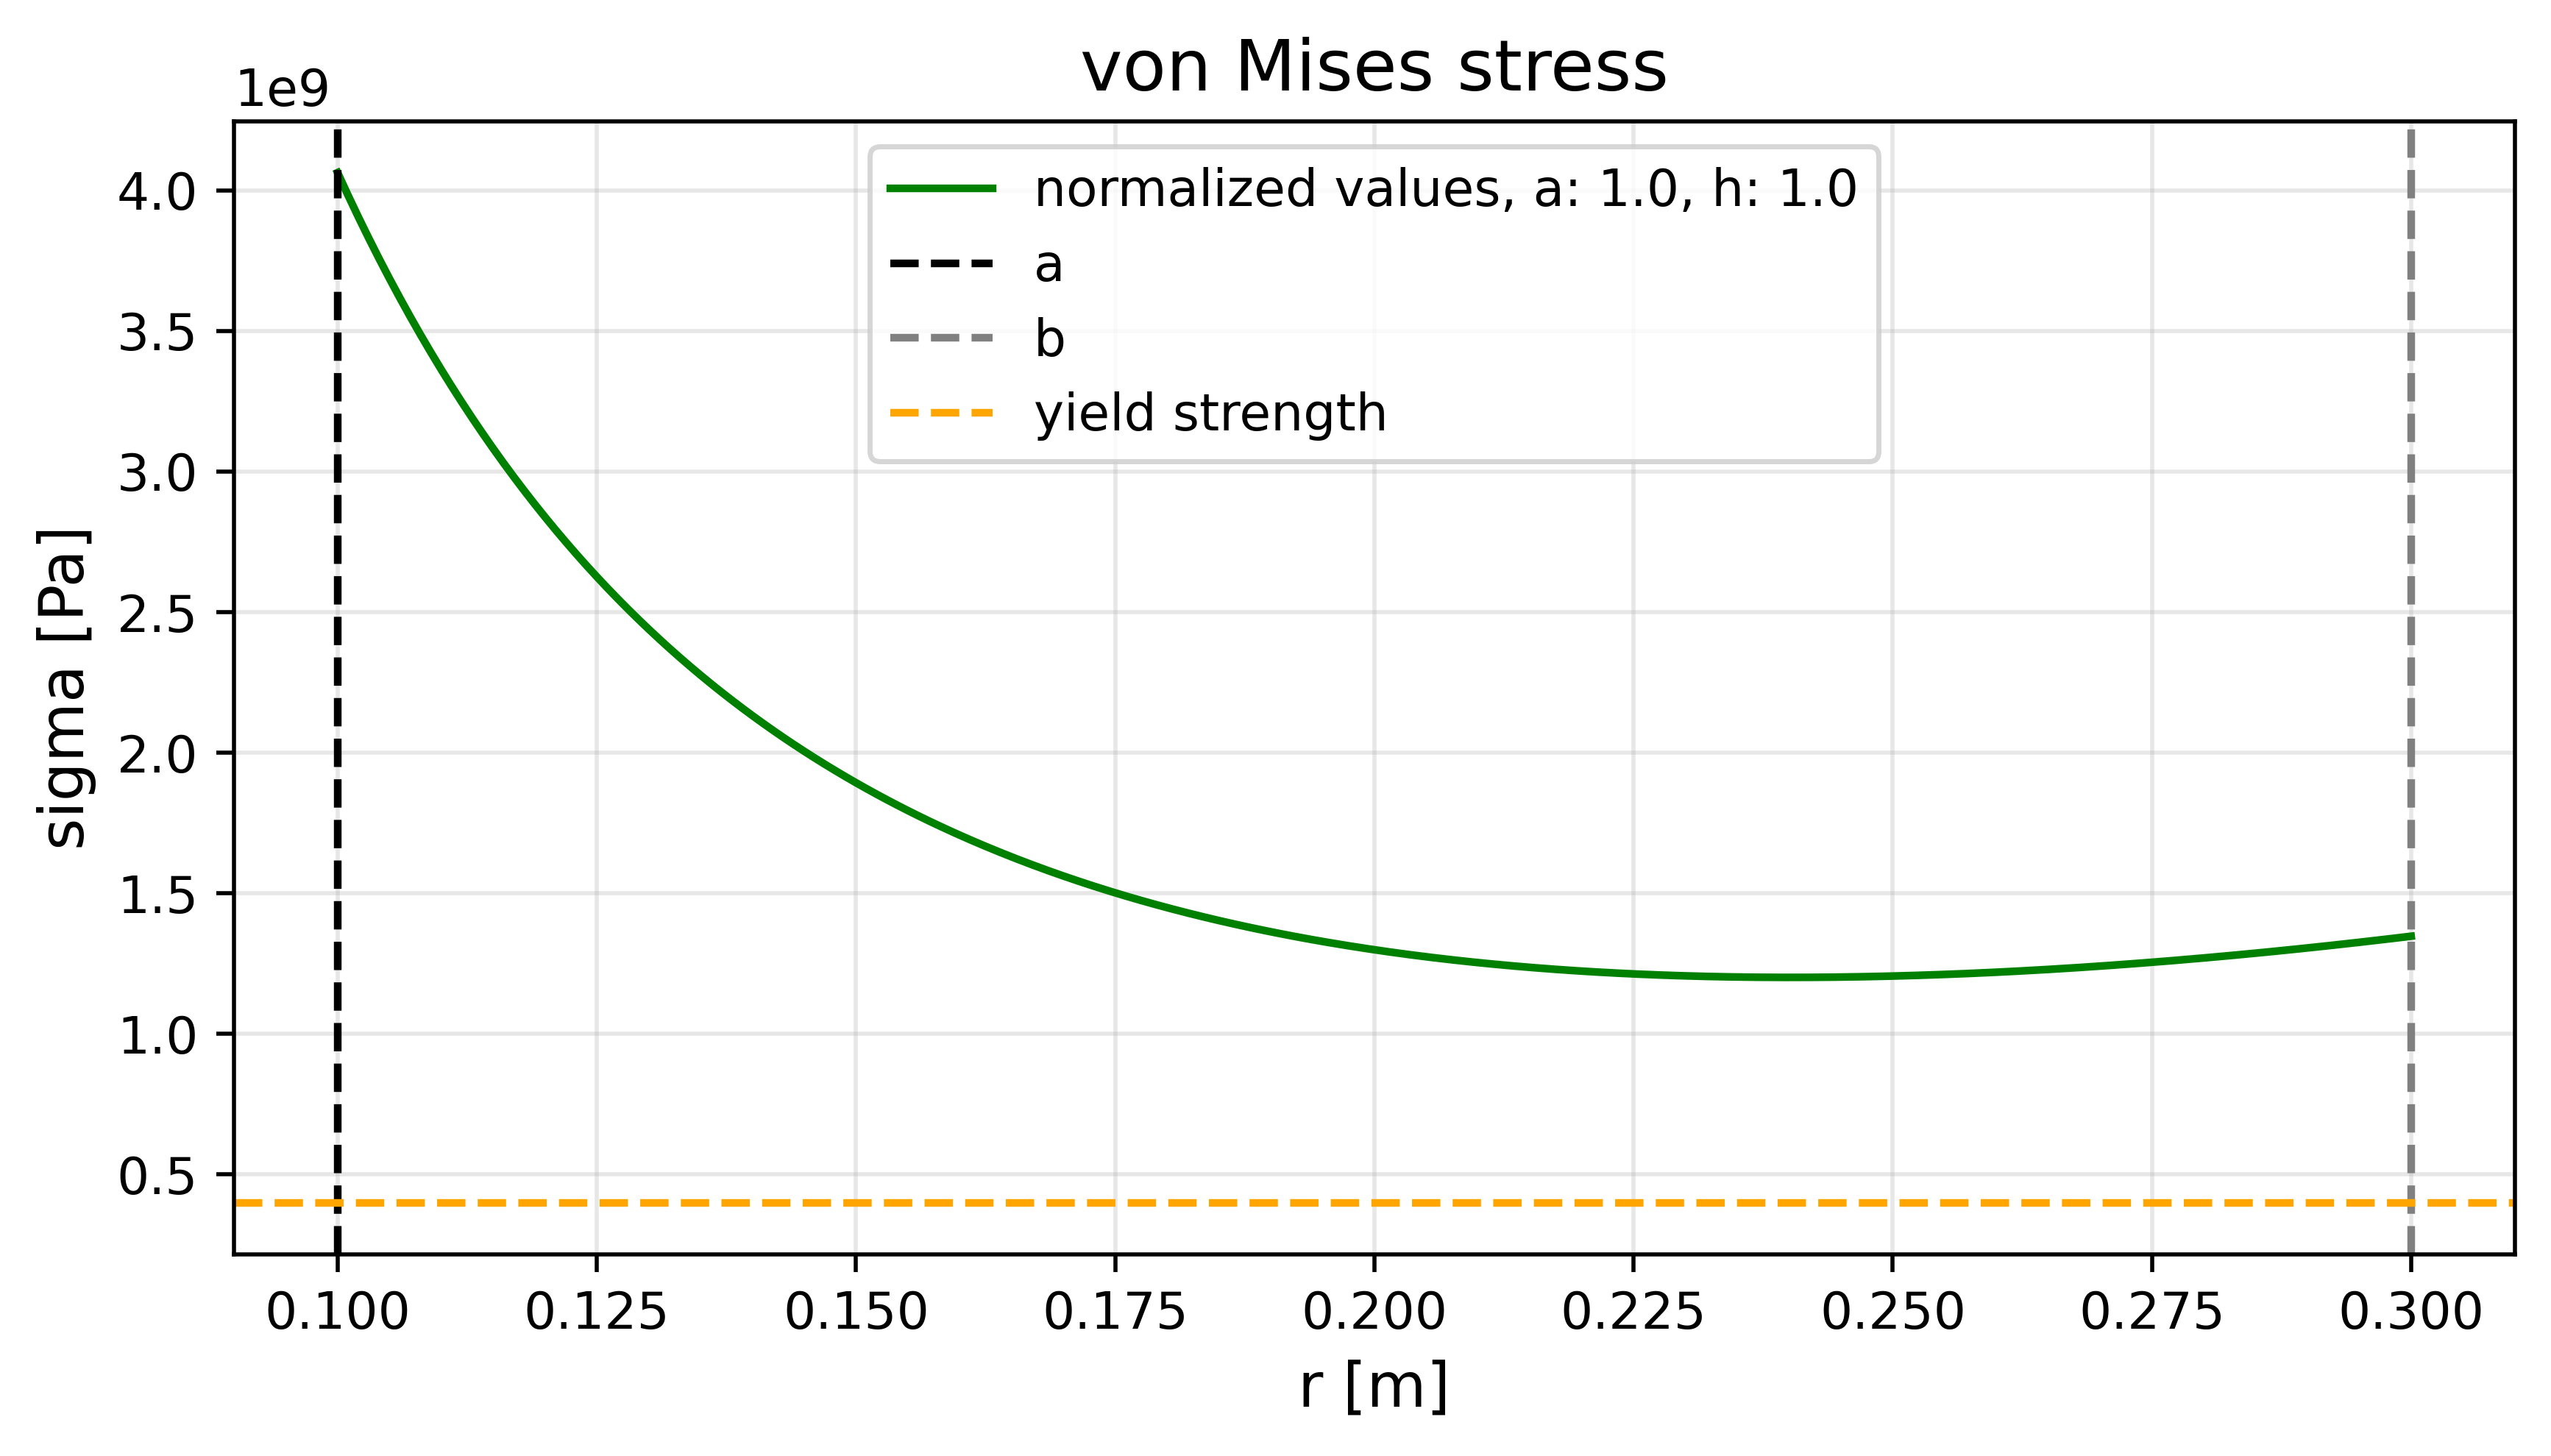 von Mises stress
1e9
normalized values, a: 1.0, h: 1.0
a
b
yield strength
sigma [Pa]
4.0
3.5
3.0
2.5
2.0
1.5
1.0
0.5
0.100 0.125 0.150 0.175 0.200 0.225 0.250 0.275 0.300
r [m]